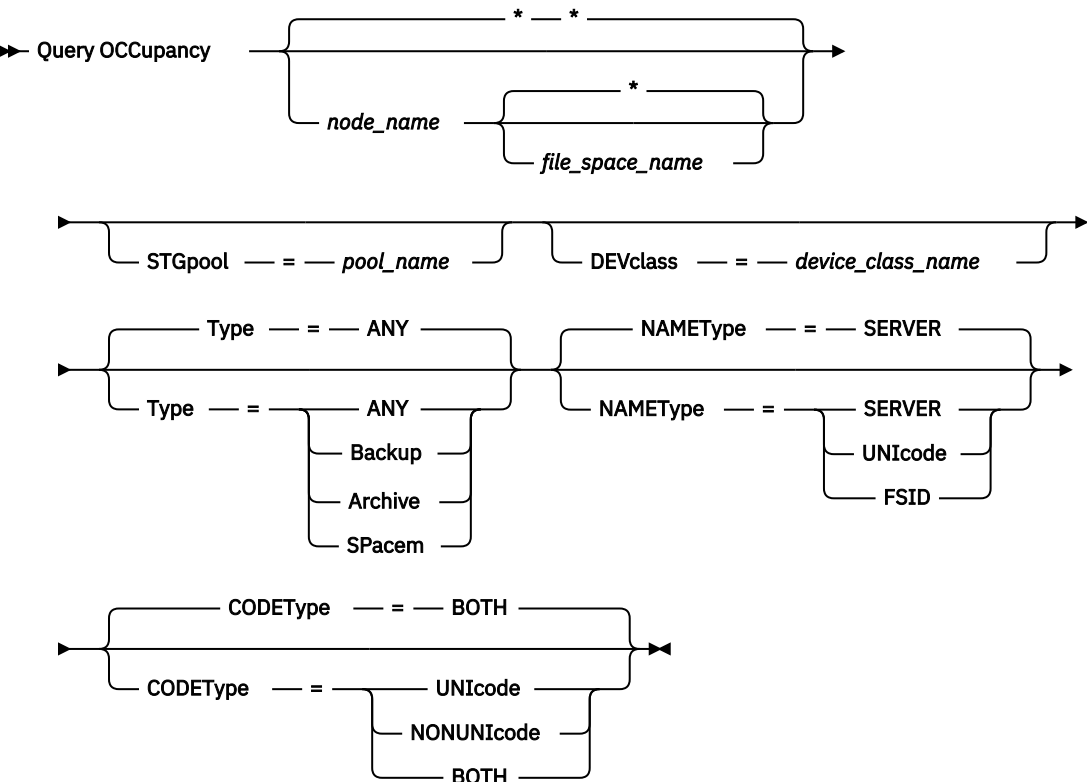 * *
Query OCCupancy
*
node_name
file_space_name
STGpool = pool_name DEVclass = device_class_name
Type = ANY NAMEType = SERVER
Type = ANY NAMEType = SERVER
Backup UNIcode
Archive FSID
SPacem
CODEType = BOTH
CODEType = UNIcode
NONUNIcode
BOTH